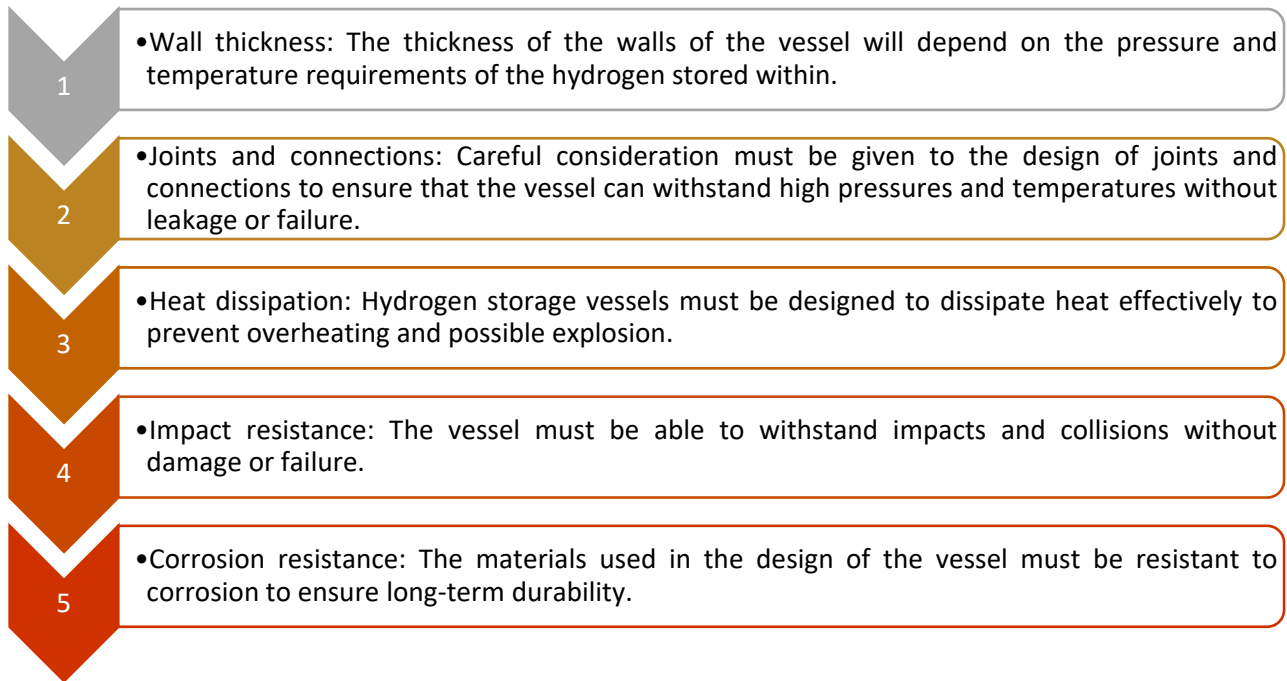 1
•Wall thickness: The thickness of the walls of the vessel will depend on the pressure and
temperature requirements of the hydrogen stored within.
2
•Joints and connections: Careful consideration must be given to the design of joints and
connections to ensure that the vessel can withstand high pressures and temperatures without
leakage or failure.
3
•Heat dissipation: Hydrogen storage vessels must be designed to dissipate heat effectively to
prevent overheating and possible explosion.
4
•Impact resistance: The vessel must be able to withstand impacts and collisions without
damage or failure.
5
•Corrosion resistance: The materials used in the design of the vessel must be resistant to
corrosion to ensure long-term durability.